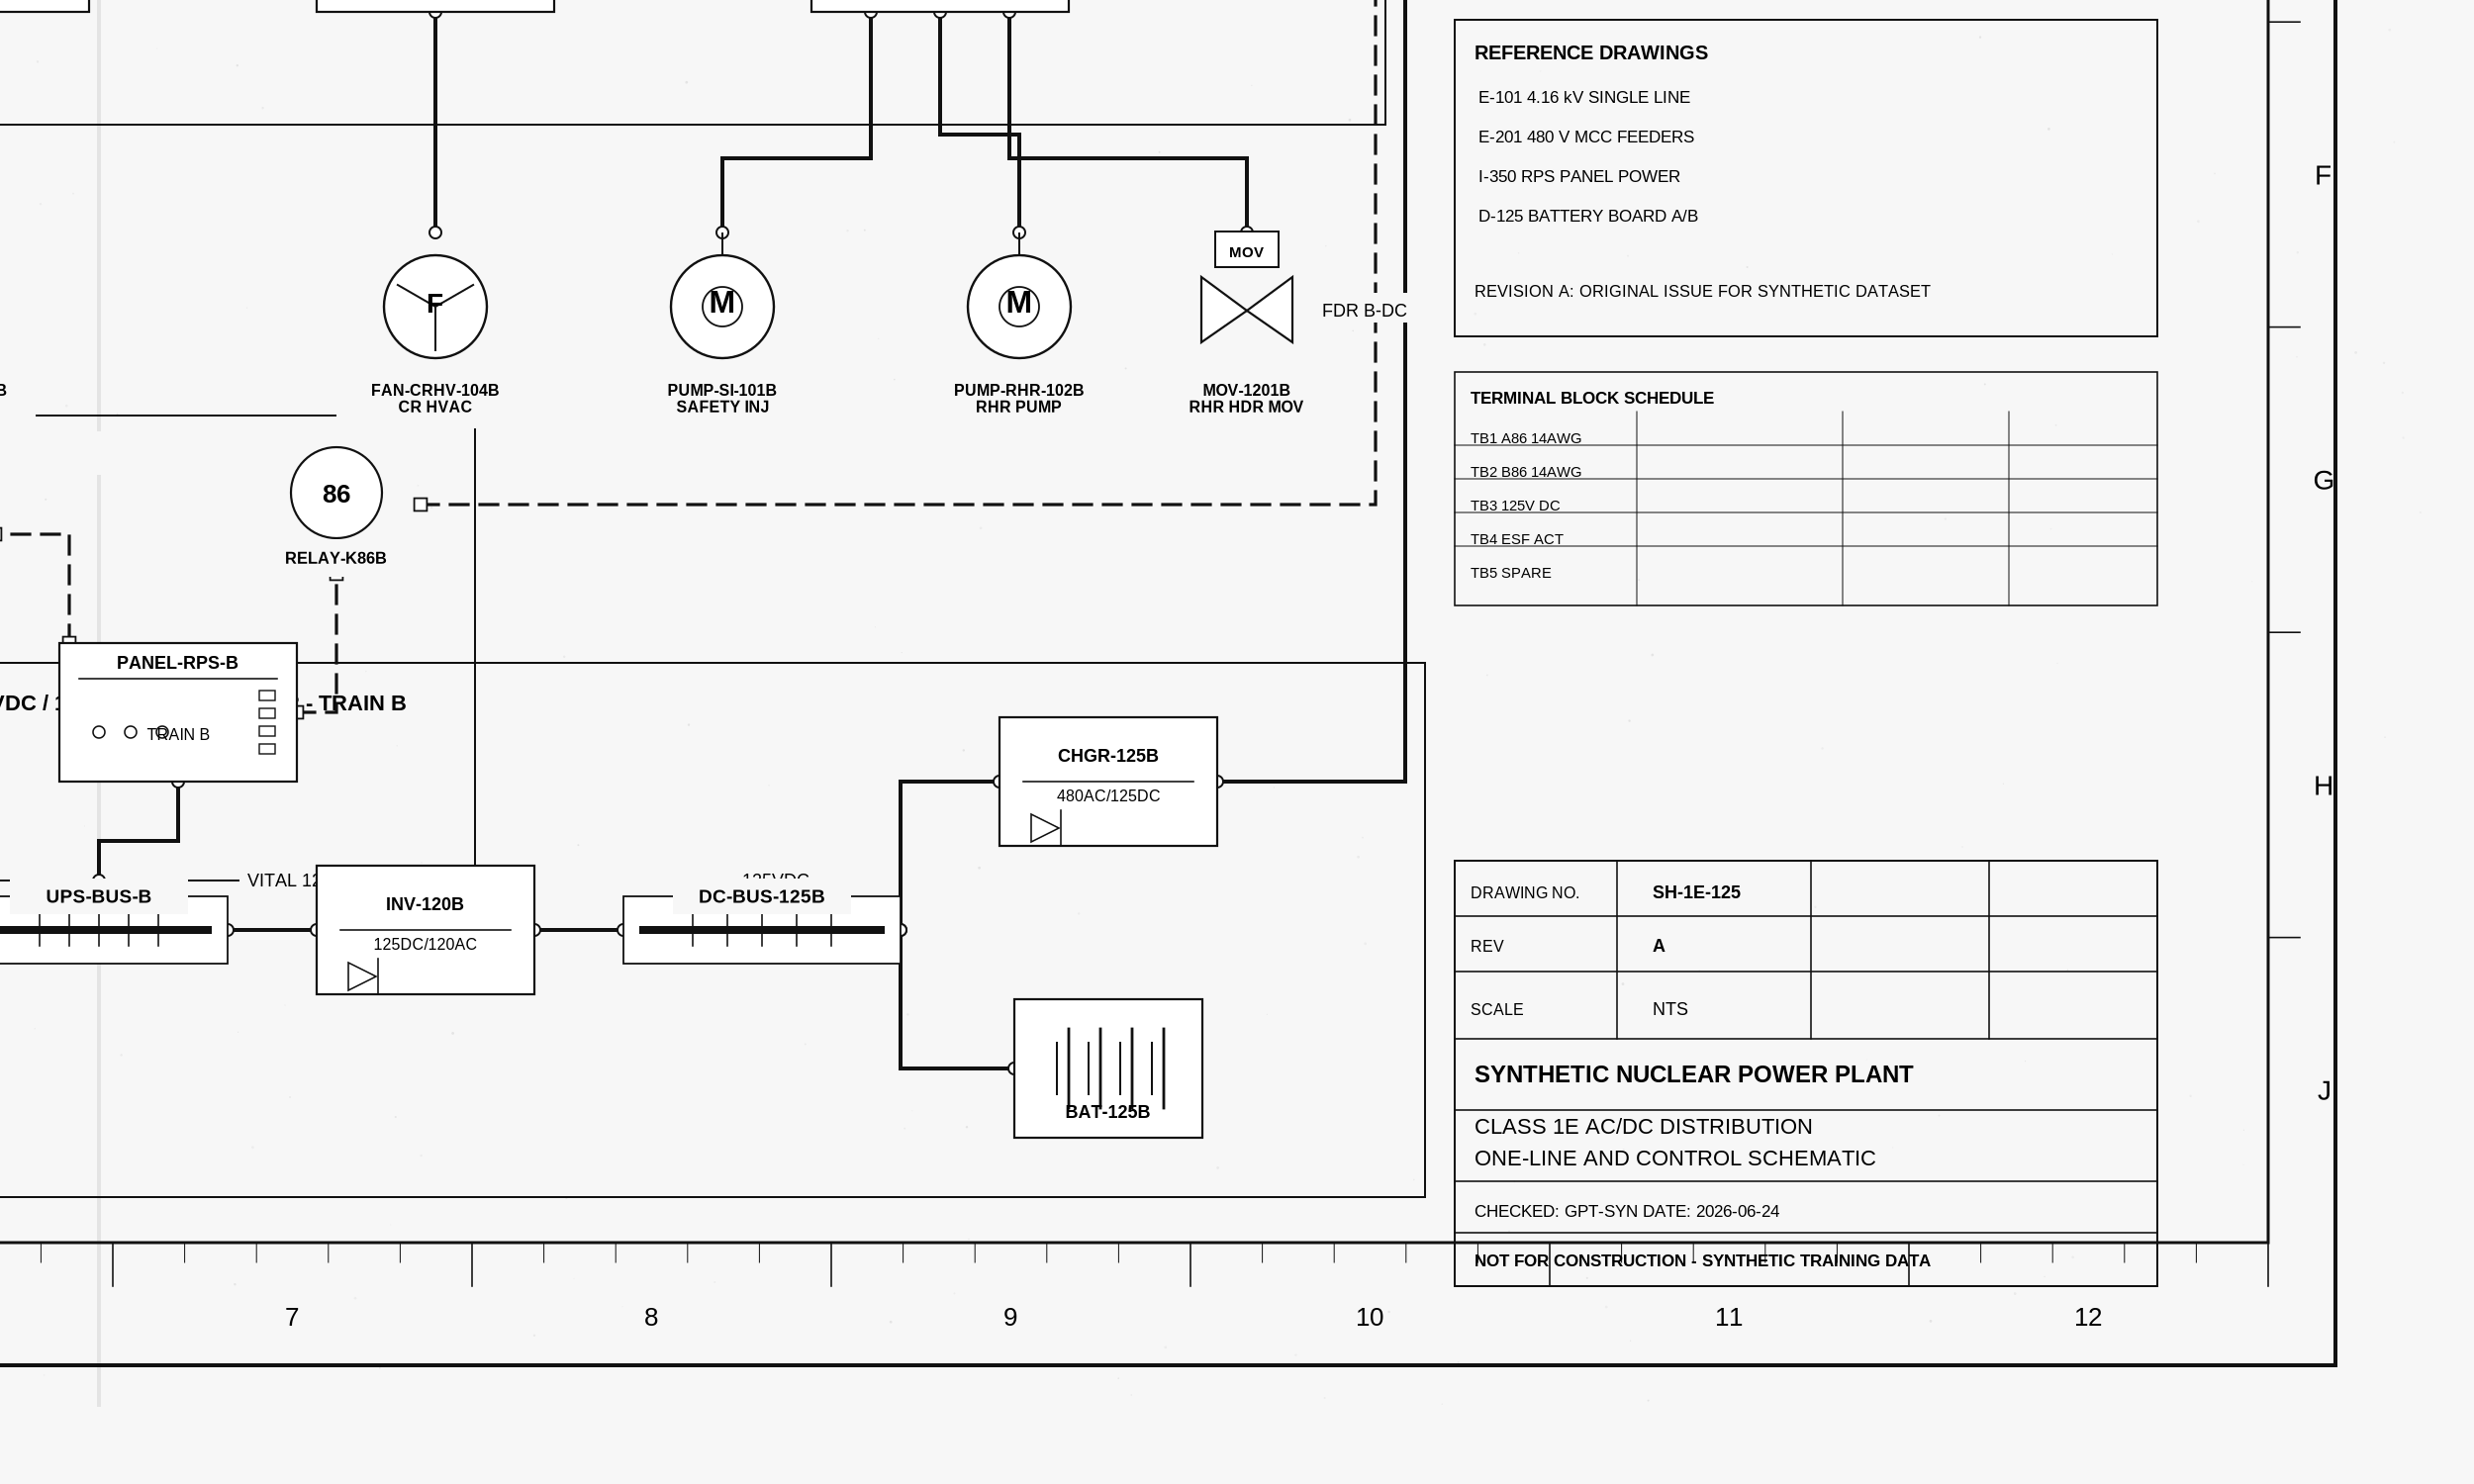 REFERENCE DRAWINGS
E-101 4.16 kV SINGLE LINE
E-201 480 V MCC FEEDERS
I-350 RPS PANEL POWER
D-125 BATTERY BOARD A/B
REVISION A: ORIGINAL ISSUE FOR SYNTHETIC DATASET
F
MOV
F
M
M
FDR B-DC
B
FAN-CRHV-104B
CR HVAC
PUMP-SI-101B
SAFETY INJ
PUMP-RHR-102B
RHR PUMP
MOV-1201B
RHR HDR MOV
TERMINAL BLOCK SCHEDULE
TB1 A86 14AWG
TB2 B86 14AWG
TB3 125V DC
TB4 ESF ACT
TB5 SPARE
G
86
RELAY-K86B
PANEL-RPS-B
VDC / 1
- TRAIN B
TRAIN B
CHGR-125B
480AC/125DC
H
UPS-BUS-B
VITAL 12
INV-120B
125DC/120AC
125VDC
DC-BUS-125B
BAT-125B
DRAWING NO. SH-1E-125
REV A
SCALE NTS
SYNTHETIC NUCLEAR POWER PLANT
CLASS 1E AC/DC DISTRIBUTION
ONE-LINE AND CONTROL SCHEMATIC
CHECKED: GPT-SYN DATE: 2026-06-24
NOT FOR CONSTRUCTION - SYNTHETIC TRAINING DATA
J
7 8 9 10 11 12